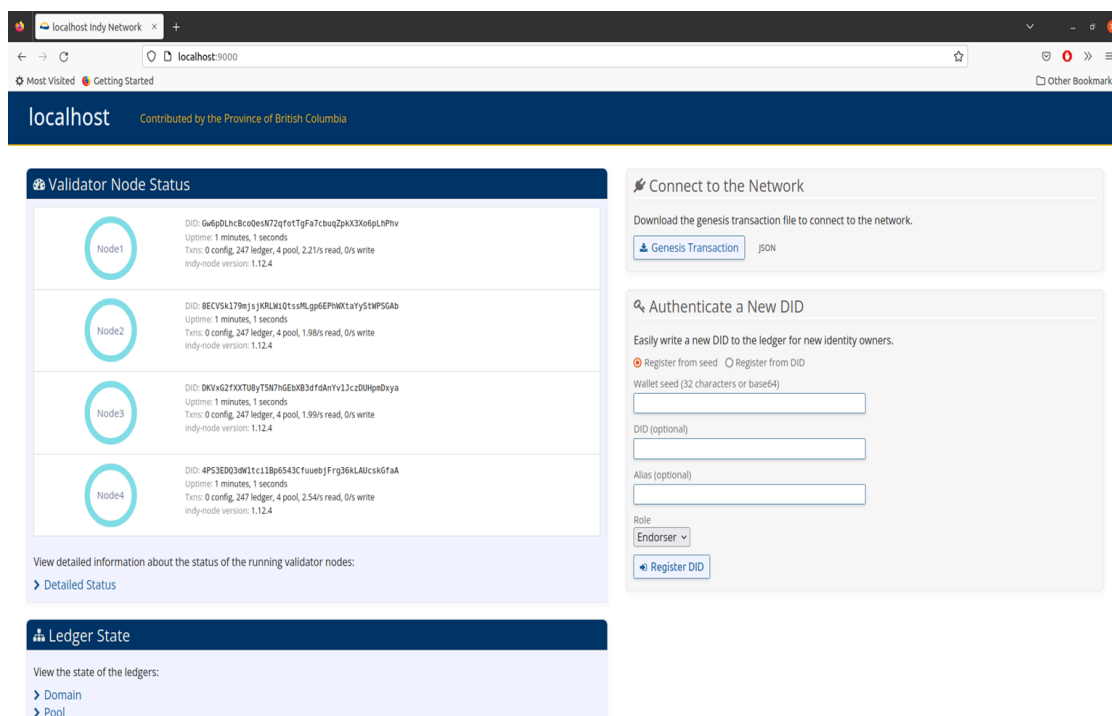 localhost Indy Network
localhost:9000
Most Visited
Getting Started
Other Bookmark
localhost
Contributed by the Province of British Columbia
Validator Node Status
Node1
DID: Gw6pDLhcBcoQesN72qfotTgFa7cbuqZpkX3Xo6pLhPhv
Uptime: 1 minutes, 1 seconds
Txns: 0 config, 247 ledger, 4 pool, 2.21/s read, 0/s write
indy-node version: 1.12.4
Node2
DID: 8ECVSk179mjsjKRLWiQtssMLgp6EPhWXtaYyStWPSGAb
Uptime: 1 minutes, 1 seconds
Txns: 0 config, 247 ledger, 4 pool, 1.98/s read, 0/s write
indy-node version: 1.12.4
Node3
DID: DKVxG2fXXTU8yT5N7hGEbXB3dfdAnYv1JczDUHpmDxya
Uptime: 1 minutes, 1 seconds
Txns: 0 config, 247 ledger, 4 pool, 1.99/s read, 0/s write
indy-node version: 1.12.4
Node4
DID: 4PS3EDQ3dW1tci1Bp6543CfuuebjFrg36kLAUcskGfaA
Uptime: 1 minutes, 1 seconds
Txns: 0 config, 247 ledger, 4 pool, 2.54/s read, 0/s write
indy-node version: 1.12.4
View detailed information about the status of the running validator nodes:
Detailed Status
Ledger State
View the state of the ledgers:
Domain
Pool
Connect to the Network
Download the genesis transaction file to connect to the network.
Genesis Transaction
JSON
Authenticate a New DID
Easily write a new DID to the ledger for new identity owners.
Register from seed
Register from DID
Wallet seed (32 characters or base64)
DID (optional)
Alias (optional)
Role
Endorser
Register DID